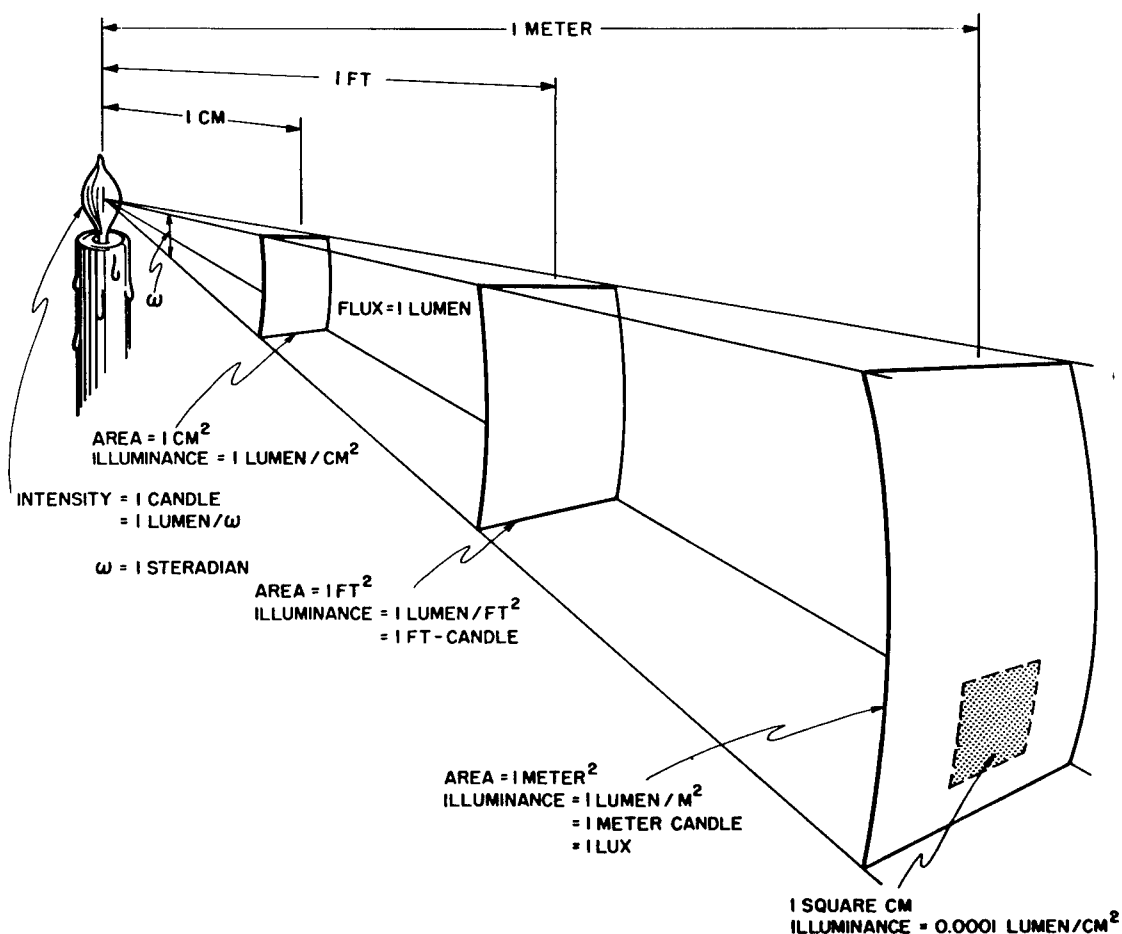 1 METER
1 FT
1 CM
ω
FLUX = 1 LUMEN
AREA = 1 CM²
ILLUMINANCE = 1 LUMEN/CM²
INTENSITY = 1 CANDLE
= 1 LUMEN/ω
ω = 1 STERADIAN
AREA = 1 FT²
ILLUMINANCE = 1 LUMEN/FT²
= 1 FT-CANDLE
AREA = 1 METER²
ILLUMINANCE = 1 LUMEN/M²
= 1 METER CANDLE
= 1 LUX
1 SQUARE CM
ILLUMINANCE = 0.0001 LUMEN/CM²